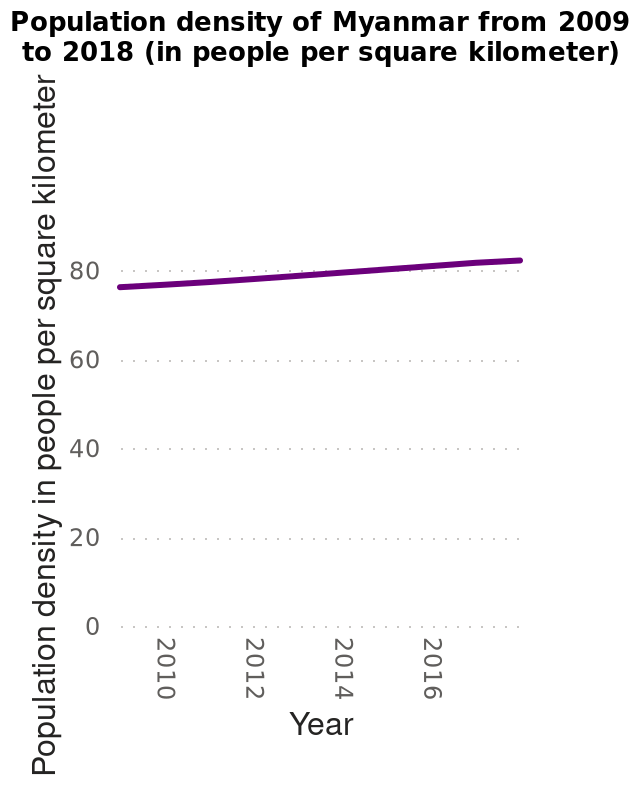 Population density of Myanmar from 2009
to 2018 (in people per square kilometer)
Population density in people per square kilometer
80
60
40
20
0
2010
2012
2014
2016
Year